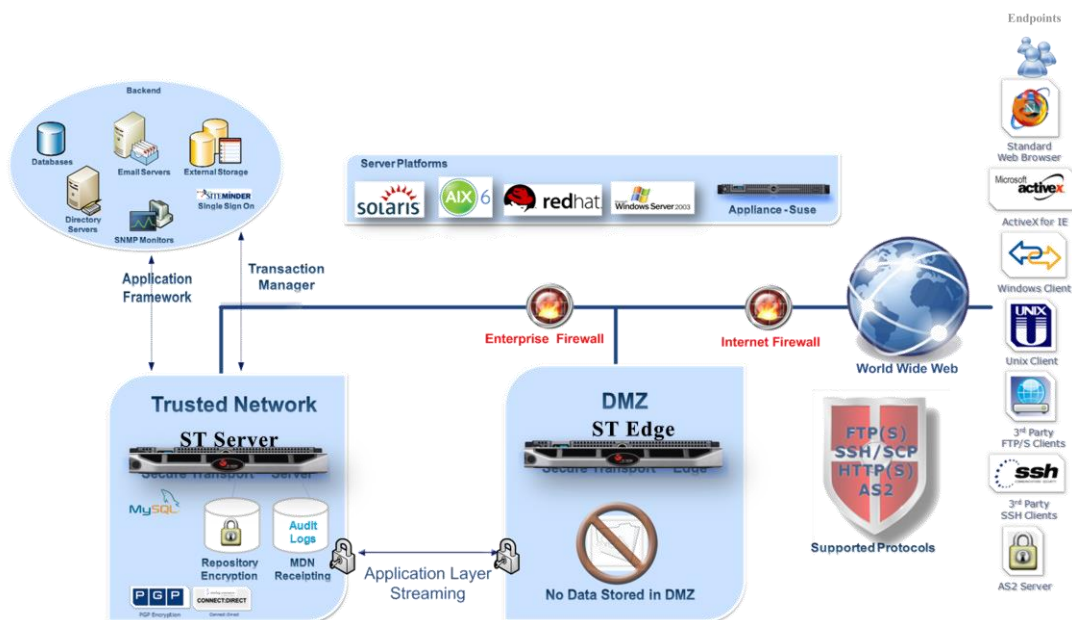 Endpoints
Backend
Databases
Email Servers
External Storage
SITEMINDER
Single Sign On
Directory
Servers
SNMP Monitors
Server Platforms
solaris
AIX 6
redhat
Windows Server 2003
Appliance - Suse
Standard
Web Browser
Microsoft
activex
ActiveX for IE
Windows Client
UNIX
Unix Client
3rd Party
FTP/S Clients
ssh
3rd Party
SSH Clients
AS2 Server
Application
Framework
Transaction
Manager
Enterprise Firewall
Internet Firewall
World Wide Web
Trusted Network
ST Server
Secure Transport Server
MySQL
Audit
Logs
Repository
Encryption
MDN
Receipting
PGP
PGP Encryption
CONNECT:DIRECT
Application Layer
Streaming
DMZ
ST Edge
Secure Transport Edge
No Data Stored in DMZ
FTP(S)
SSH/SCP
HTTP(S)
AS2
Supported Protocols